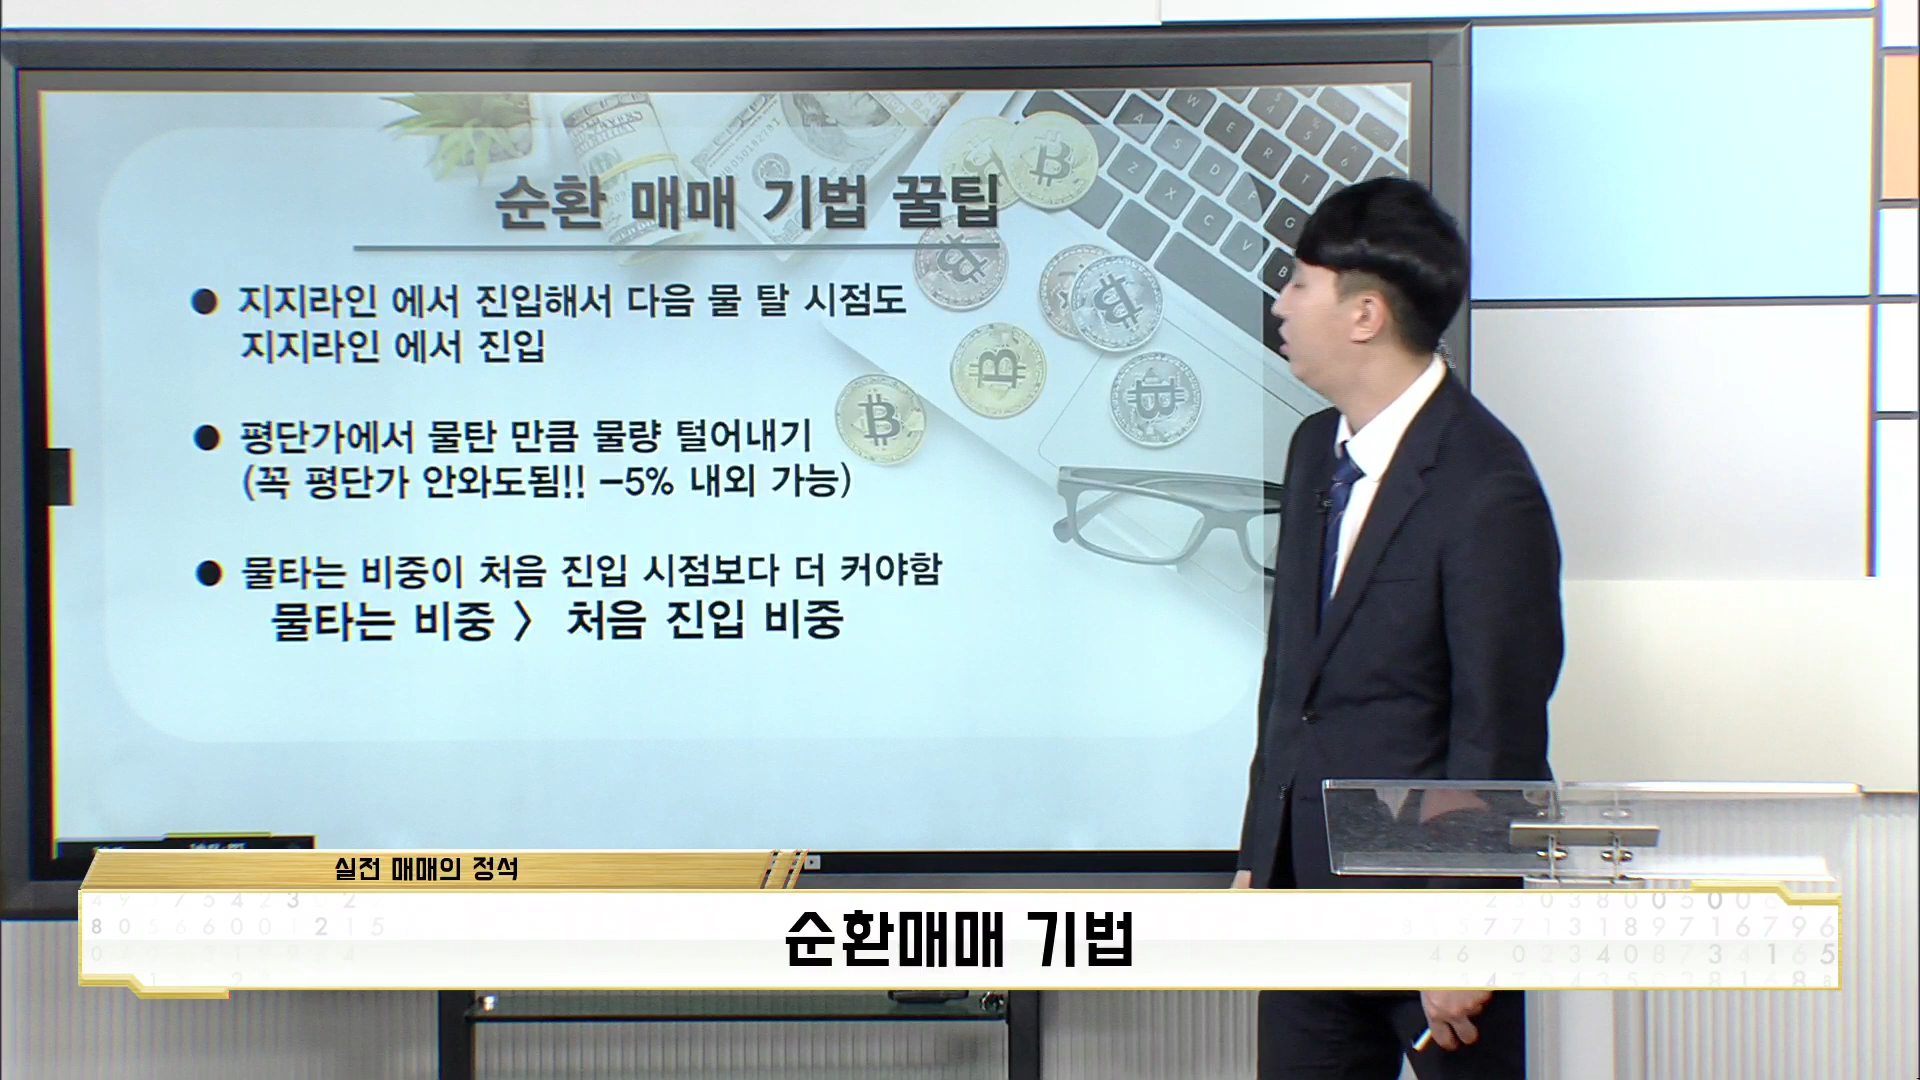 순환 매매 기법 꿀팁
● 지지라인 에서 진입해서 다음 물 탈 시점도
지지라인 에서 진입
● 평단가에서 물탄 만큼 물량 털어내기
(꼭 평단가 안와도됨!! -5% 내외 가능)
● 물타는 비중이 처음 진입 시점보다 더 커야함
물타는 비중 〉 처음 진입 비중
실전 매매의 정석
순환매매 기법